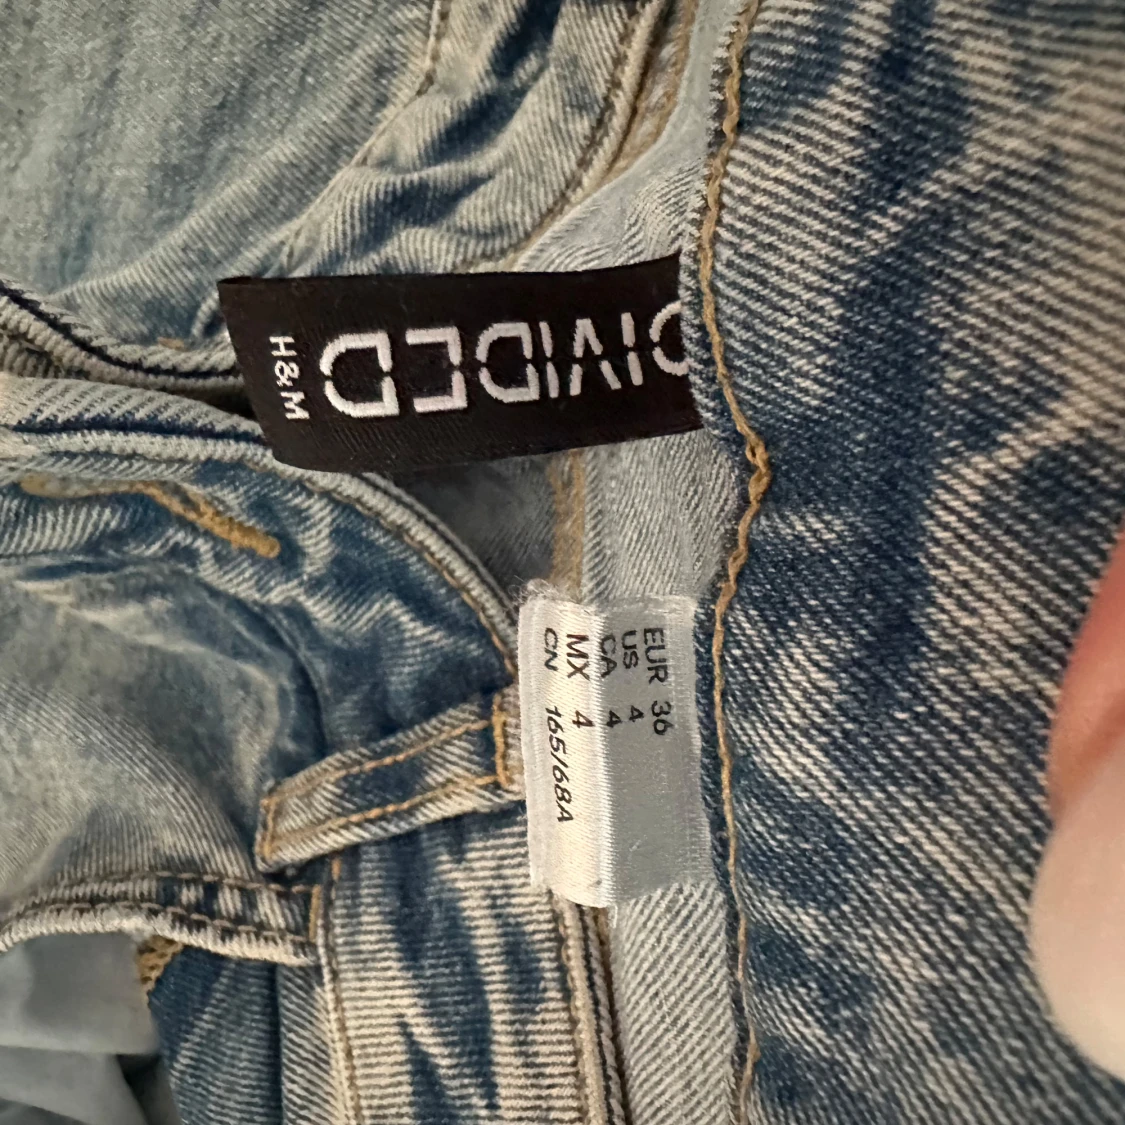 DIVIDED
H&M
EUR 36
US 4
CA 4
MX 4
CN 165/68A